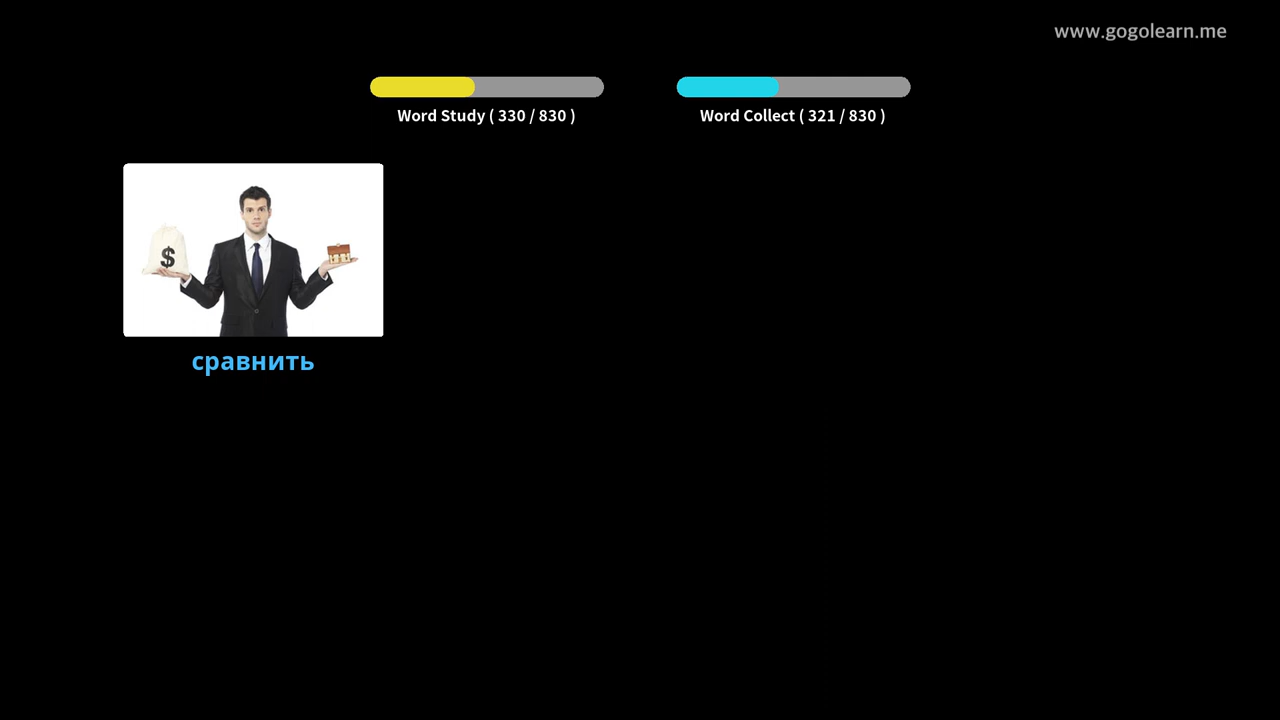 www.gogolearn.me
Word Study ( 330 / 830 )
Word Collect ( 321 / 830 )
$
сравнить